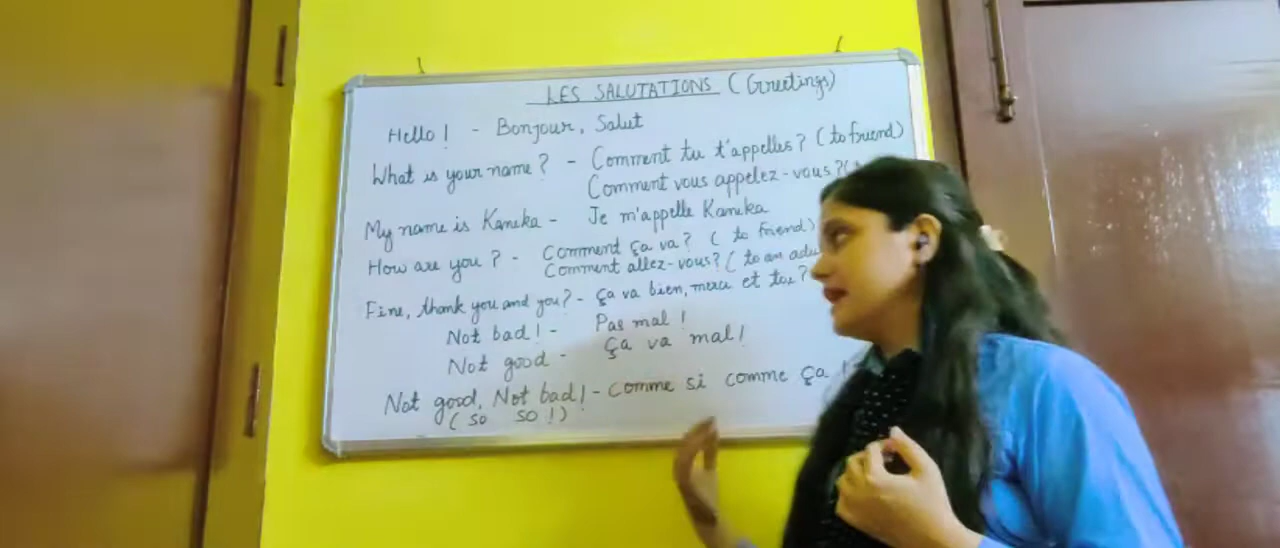 LES SALUTATIONS (Greetings)
Hello! - Bonjour, Salut
What is your name? - Comment tu t'appelles? (to friend)
Comment vous appelez-vous?(
My name is Kanika - Je m'appelle Kanika
How are you? - Comment ça va? (to friend)
Comment allez-vous? (to an adu
Fine, thank you and you? - Ça va bien, merci et toi?
Not bad! - Pas mal!
Not good - Ça va mal!
Not good, Not bad! - Comme si comme ça!
(so so!)